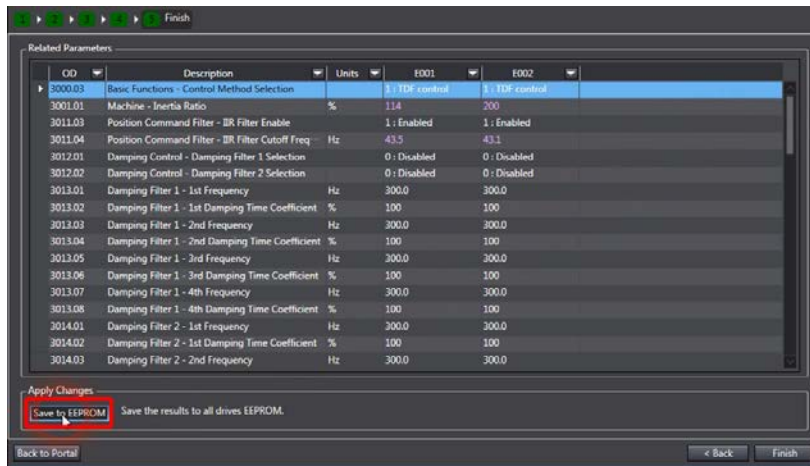 1 2 3 4 5 Finish
Related Parameters
OD Description Units E001 E002
3000.03 Basic Functions - Control Method Selection 1 : TDF control 1 : TDF control
3001.01 Machine - Inertia Ratio % 114 200
3011.03 Position Command Filter - IIR Filter Enable 1 : Enabled 1 : Enabled
3011.04 Position Command Filter - IIR Filter Cutoff Freq··· Hz 43.5 43.1
3012.01 Damping Control - Damping Filter 1 Selection 0 : Disabled 0 : Disabled
3012.02 Damping Control - Damping Filter 2 Selection 0 : Disabled 0 : Disabled
3013.01 Damping Filter 1 - 1st Frequency Hz 300.0 300.0
3013.02 Damping Filter 1 - 1st Damping Time Coefficient % 100 100
3013.03 Damping Filter 1 - 2nd Frequency Hz 300.0 300.0
3013.04 Damping Filter 1 - 2nd Damping Time Coefficient % 100 100
3013.05 Damping Filter 1 - 3rd Frequency Hz 300.0 300.0
3013.06 Damping Filter 1 - 3rd Damping Time Coefficient % 100 100
3013.07 Damping Filter 1 - 4th Frequency Hz 300.0 300.0
3013.08 Damping Filter 1 - 4th Damping Time Coefficient % 100 100
3014.01 Damping Filter 2 - 1st Frequency Hz 300.0 300.0
3014.02 Damping Filter 2 - 1st Damping Time Coefficient % 100 100
3014.03 Damping Filter 2 - 2nd Frequency Hz 300.0 300.0
Apply Changes
Save to EEPROM Save the results to all drives EEPROM.
Back to Portal < Back Finish